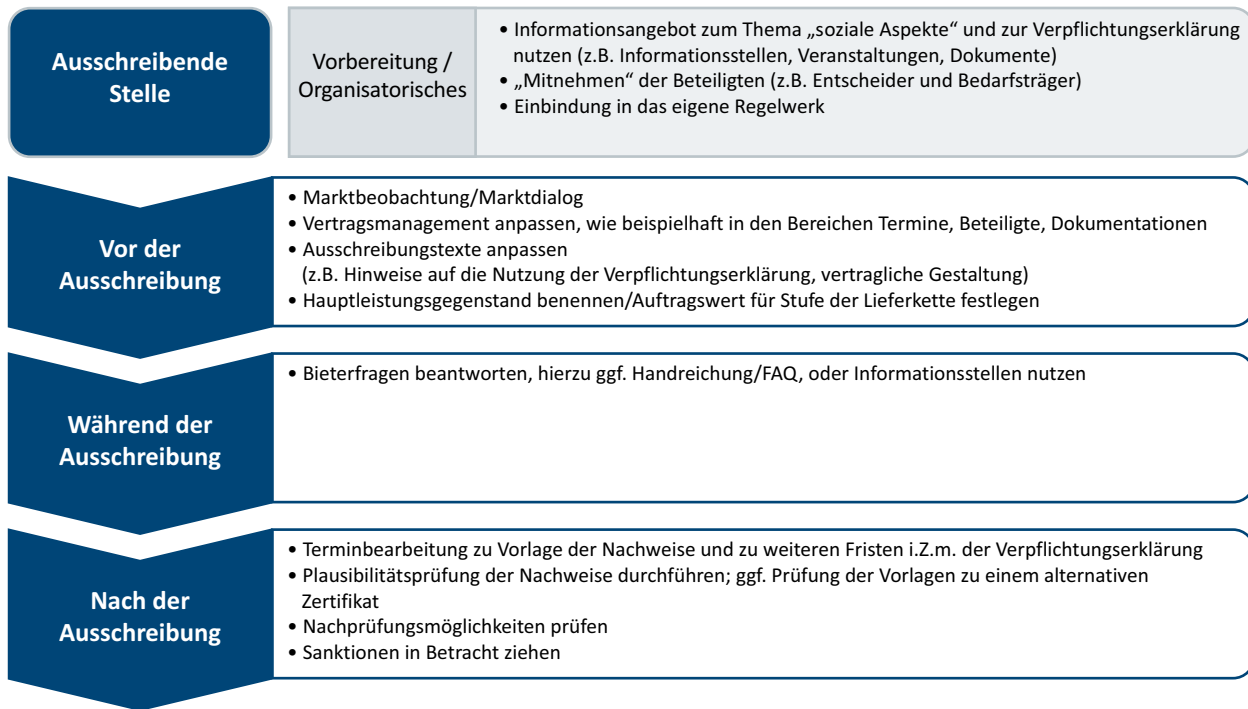 Ausschreibende
Stelle
Vorbereitung /
Organisatorisches
• Informationsangebot zum Thema „soziale Aspekte“ und zur Verpflichtungserklärung
nutzen (z.B. Informationsstellen, Veranstaltungen, Dokumente)
• „Mitnehmen“ der Beteiligten (z.B. Entscheider und Bedarfsträger)
• Einbindung in das eigene Regelwerk
Vor der
Ausschreibung
• Marktbeobachtung/Marktdialog
• Vertragsmanagement anpassen, wie beispielhaft in den Bereichen Termine, Beteiligte, Dokumentationen
• Ausschreibungstexte anpassen
(z.B. Hinweise auf die Nutzung der Verpflichtungserklärung, vertragliche Gestaltung)
• Hauptleistungsgegenstand benennen/Auftragswert für Stufe der Lieferkette festlegen
Während der
Ausschreibung
• Bieterfragen beantworten, hierzu ggf. Handreichung/FAQ, oder Informationsstellen nutzen
Nach der
Ausschreibung
• Terminbearbeitung zu Vorlage der Nachweise und zu weiteren Fristen i.Z.m. der Verpflichtungserklärung
• Plausibilitätsprüfung der Nachweise durchführen; ggf. Prüfung der Vorlagen zu einem alternativen
Zertifikat
• Nachprüfungsmöglichkeiten prüfen
• Sanktionen in Betracht ziehen